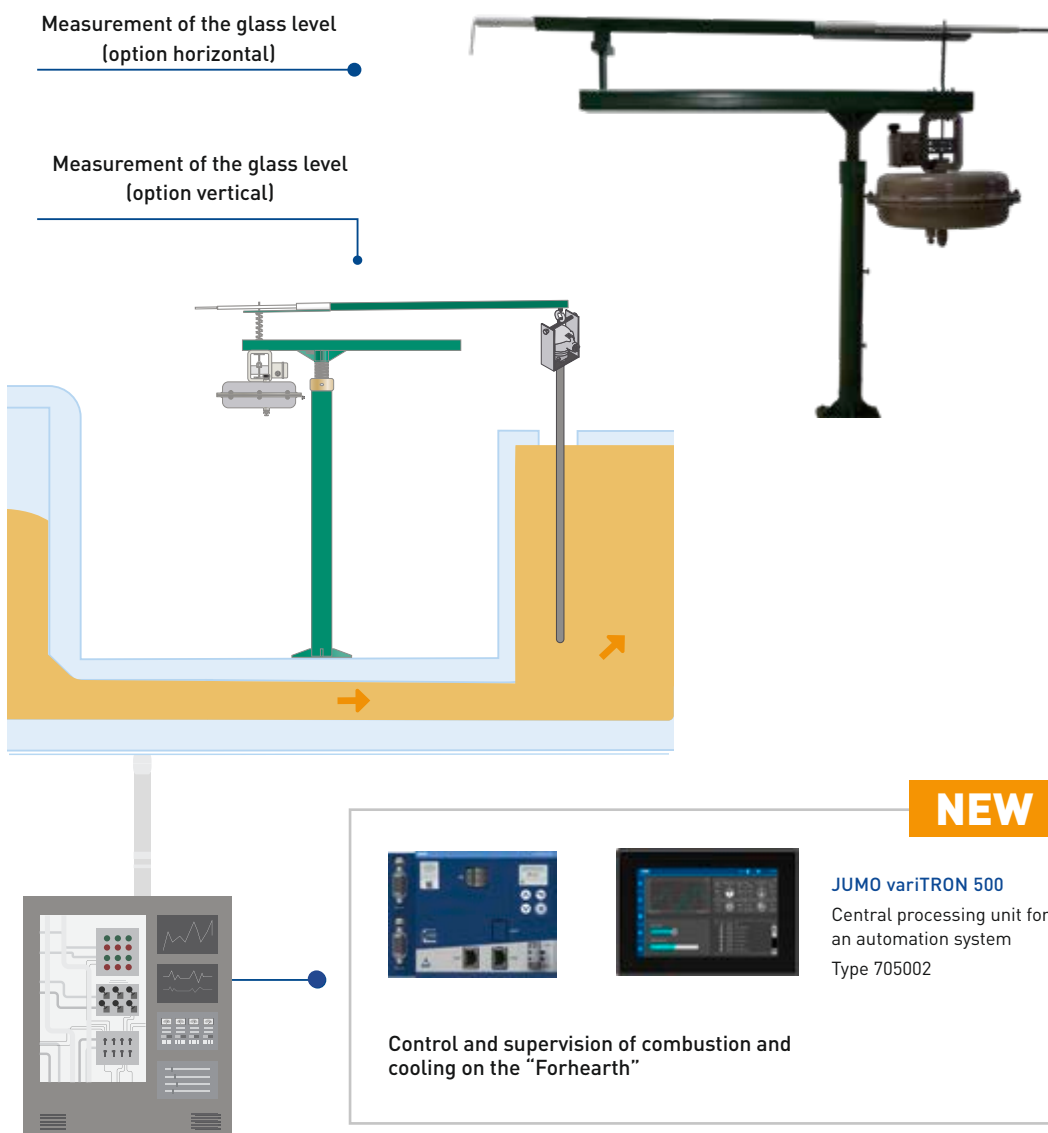 Measurement of the glass level
(option horizontal)
Measurement of the glass level
(option vertical)
NEW
JUMO variTRON 500
Central processing unit for
an automation system
Type 705002
Control and supervision of combustion and
cooling on the “Forhearth”